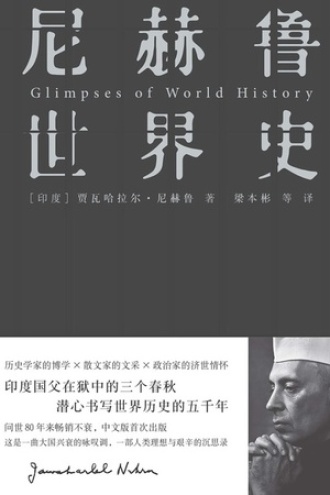 尼赫鲁
Glimpses of World History
世界史
[印度] 贾瓦哈拉尔·尼赫鲁 著 梁本彬 等 译
历史学家的博学×散文家的文采×政治家的济世情怀
印度国父在狱中的三个春秋
潜心书写世界历史的五千年
问世80年来畅销不衰，中文版首次出版
这是一曲大国兴衰的咏叹调，一部人类理想与艰辛的沉思录
Jawaharlal Nehru